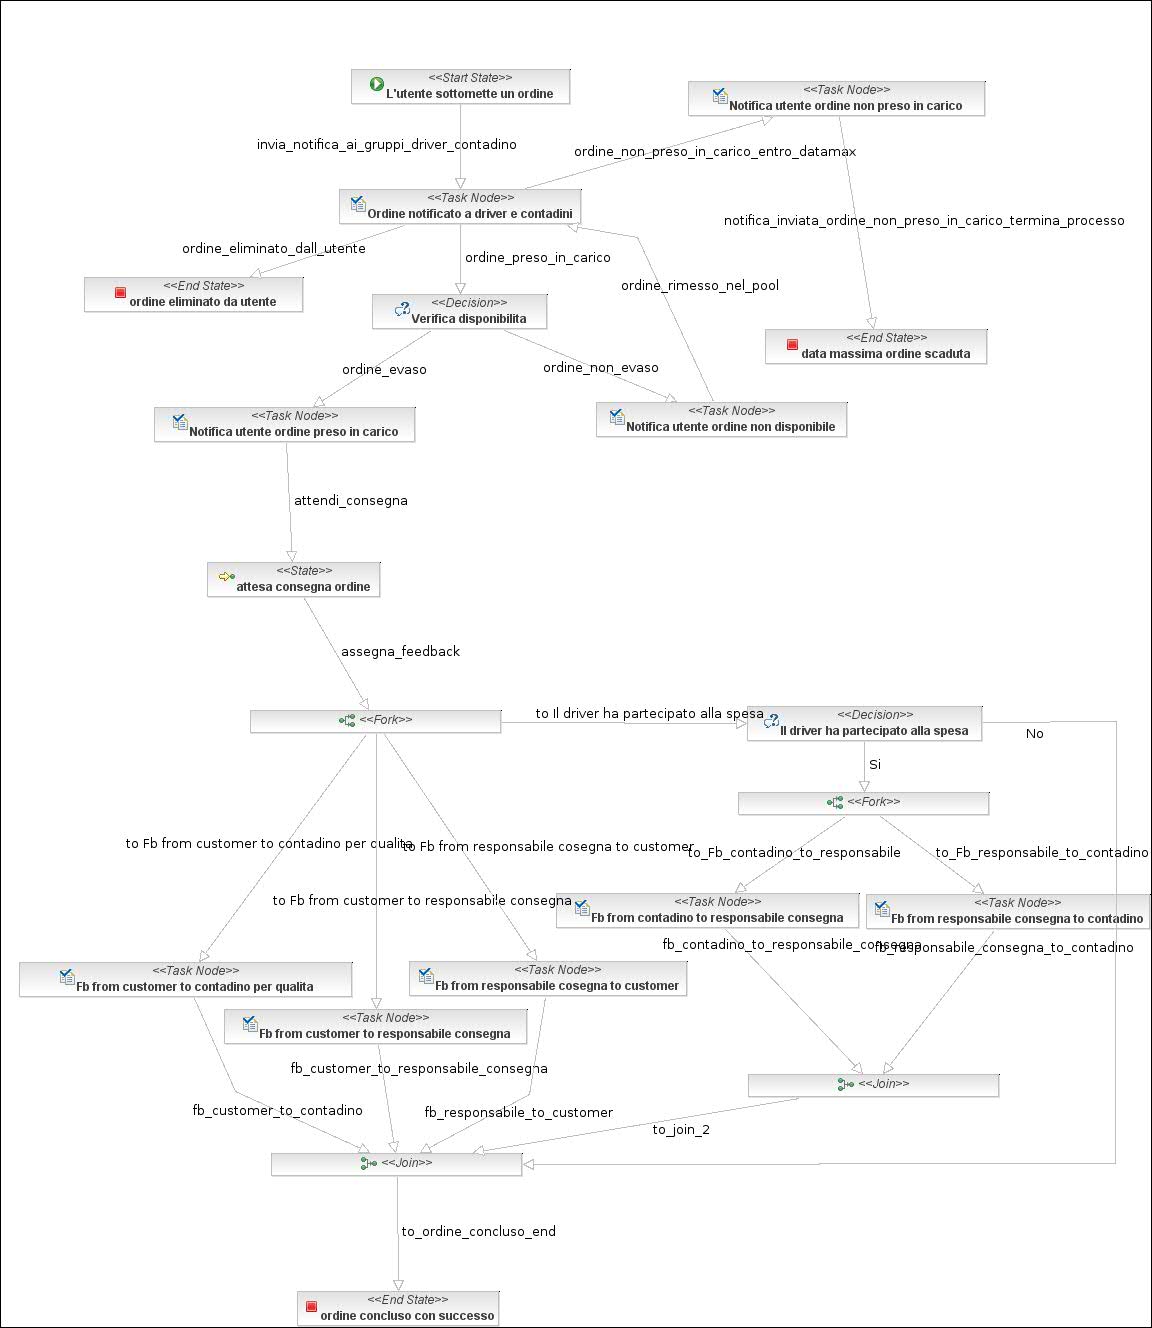 <<Start State>>
L'utente sottomette un ordine
<<Task Node>>
Notifica utente ordine non preso in carico
invia_notifica_ai_gruppi_driver_contadino
ordine_non_preso_in_carico_entro_datamax
<<Task Node>>
Ordine notificato a driver e contadini
notifica_inviata_ordine_non_preso_in_carico_termina_processo
ordine_eliminato_dall_utente
ordine_preso_in_carico
<<End State>>
ordine eliminato da utente
ordine_rimesso_nel_pool
<<Decision>>
Verifica disponibilita
<<End State>>
data massima ordine scaduta
ordine_evaso
ordine_non_evaso
<<Task Node>>
Notifica utente ordine preso in carico
<<Task Node>>
Notifica utente ordine non disponibile
attendi_consegna
<<State>>
attesa consegna ordine
assegna_feedback
<<Fork>>
to Il driver ha partecipato alla spesa
<<Decision>>
Il driver ha partecipato alla spesa
No
Si
<<Fork>>
to Fb from customer to contadino per qualita
to Fb from responsabile cosegna to customer
to_Fb_contadino_to_responsabile
to_Fb_responsabile_to_contadino
to Fb from customer to responsabile consegna
<<Task Node>>
Fb from contadino to responsabile consegna
<<Task Node>>
Fb from responsabile consegna to contadino
fb_contadino_to_responsabile_consegna
fb_responsabile_consegna_to_contadino
<<Task Node>>
Fb from customer to contadino per qualita
<<Task Node>>
Fb from responsabile cosegna to customer
<<Task Node>>
Fb from customer to responsabile consegna
fb_customer_to_responsabile_consegna
<<Join>>
fb_customer_to_contadino
fb_responsabile_to_customer
to_join_2
<<Join>>
to_ordine_concluso_end
<<End State>>
ordine concluso con successo